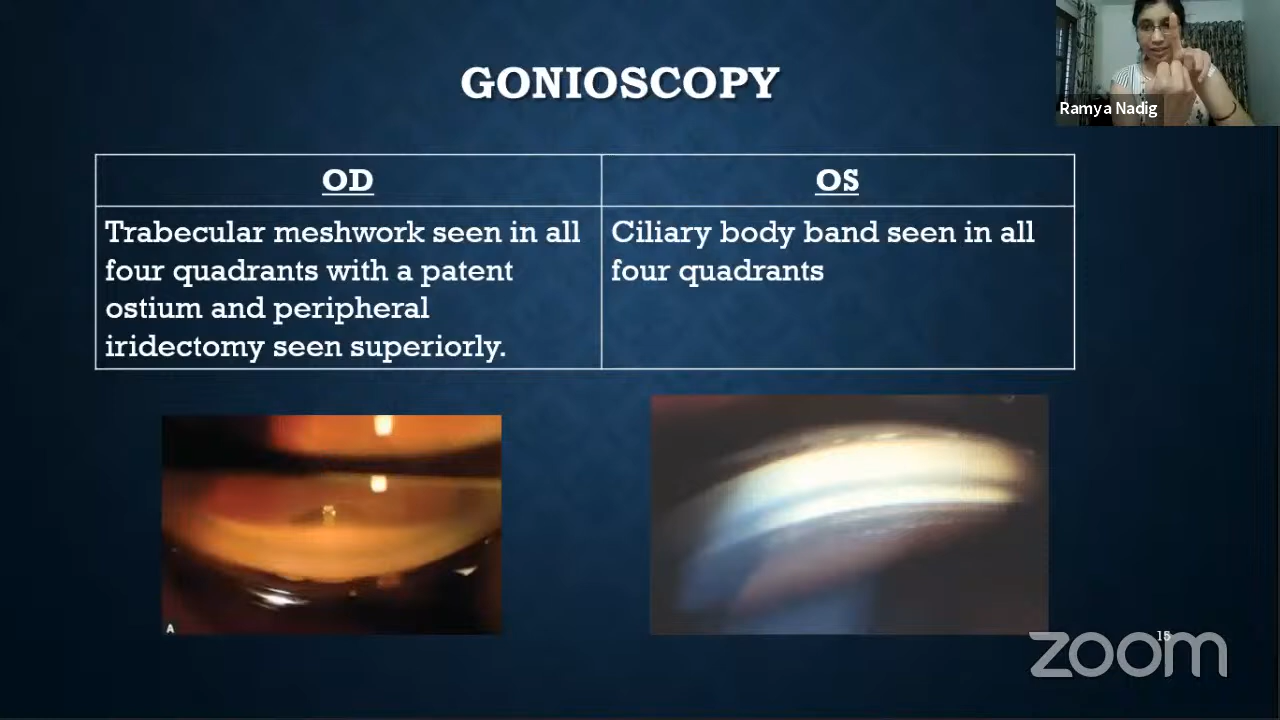 GONIOSCOPY
Ramya Nadig
OD
OS
Trabecular meshwork seen in all
four quadrants with a patent
ostium and peripheral
iridectomy seen superiorly.
Ciliary body band seen in all
four quadrants
A
15
zoom